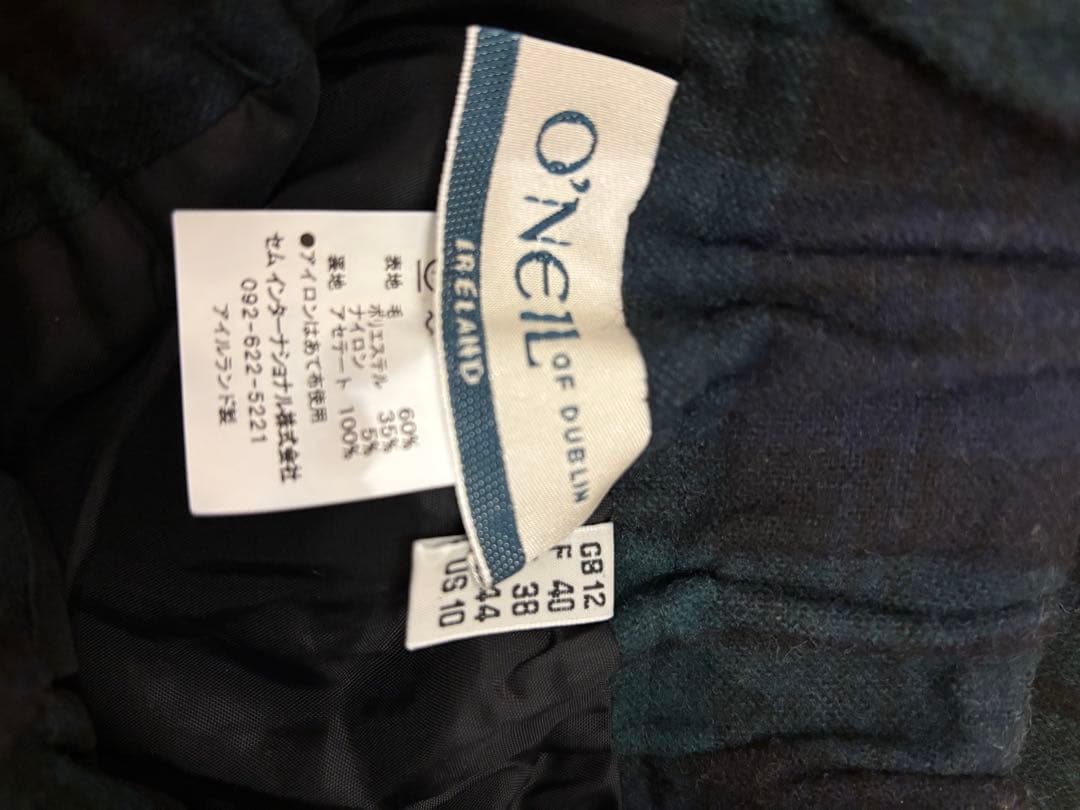 O'NEIL
OF DUBLIN
IRELAND
GB 12
F 40
38
44
US 10
表地 毛 60%
ポリエステル 35%
ナイロン 5%
裏地 アセテート 100%
●アイロンはあて布使用
セムインターナショナル株式会社
092-622-5221
アイルランド製